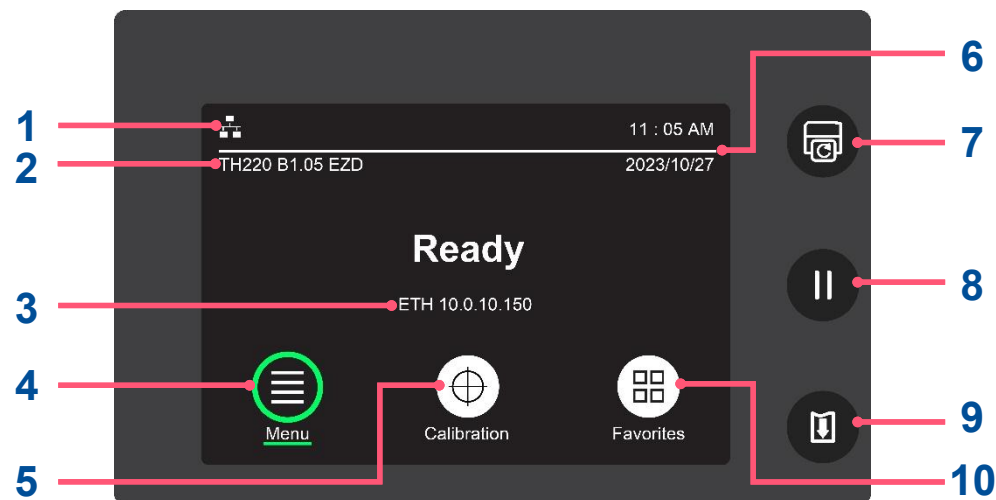 1
11 : 05 AM
6
2
TH220 B1.05 EZD
2023/10/27
7
Ready
3
ETH 10.0.10.150
8
4
Menu
Calibration
Favorites
9
5
10